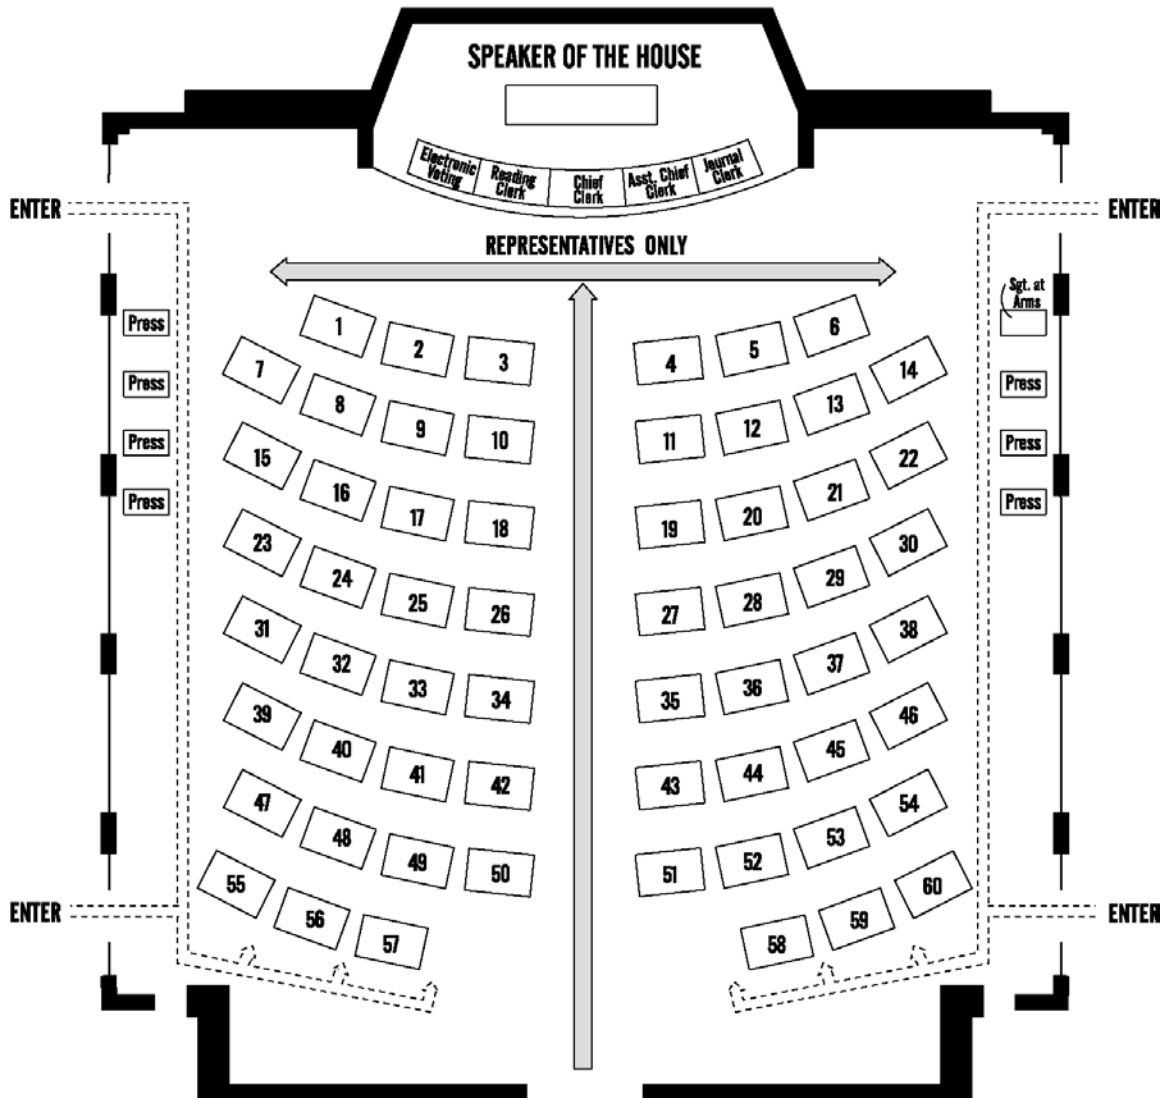 SPEAKER OF THE HOUSE
Electronic
Voting
Reading
Clerk
Chief
Clerk
Asst. Chief
Clerk
Journal
Clerk
ENTER
ENTER
REPRESENTATIVES ONLY
Sgt. at
Arms
Press
Press
Press
Press
Press
Press
Press
1 2 3 4 5 6
7 8 9 10 11 12 13 14
15 16 17 18 19 20 21 22
23 24 25 26 27 28 29 30
31 32 33 34 35 36 37 38
39 40 41 42 43 44 45 46
47 48 49 50 51 52 53 54
55 56 57 58 59 60
ENTER
ENTER